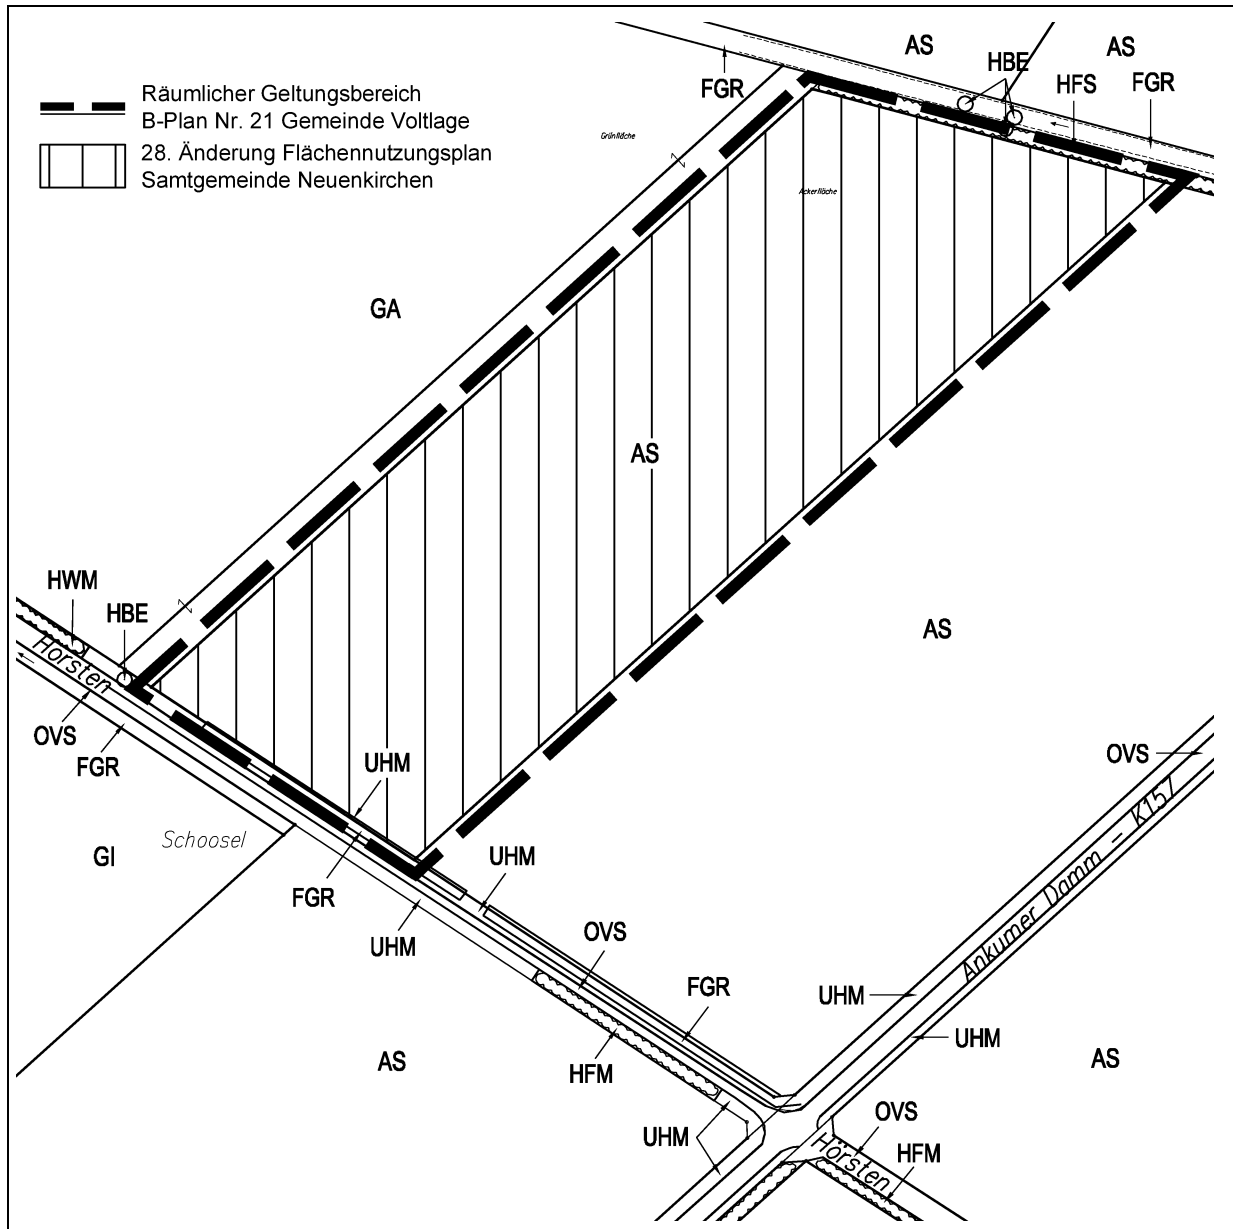 AS
AS
HBE
HFS
FGR
FGR
Räumlicher Geltungsbereich
B-Plan Nr. 21 Gemeinde Voltlage
28. Änderung Flächennutzungsplan
Samtgemeinde Neuenkirchen
Grünfläche
Ackerfläche
GA
AS
HWM
HBE
Hörsten
AS
OVS
FGR
UHM
OVS
Schoosel
GI
FGR
UHM
UHM
Ankumer Damm - K157
OVS
FGR
UHM
UHM
HFM
AS
AS
UHM
OVS
Hörsten
HFM